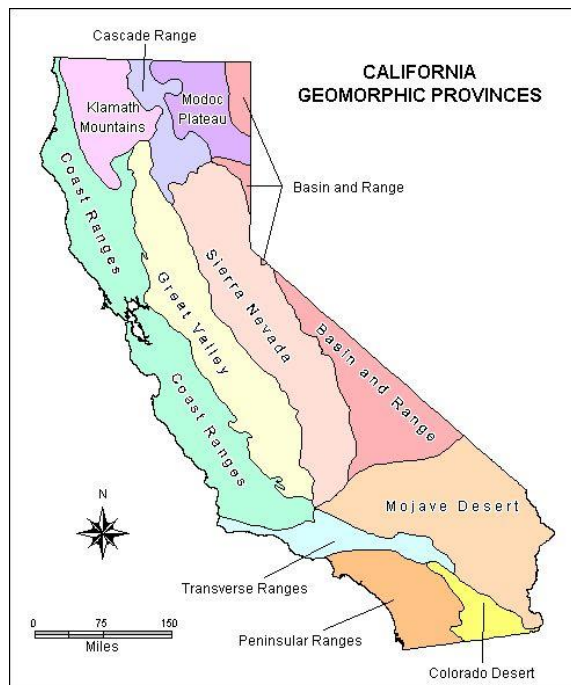 Cascade Range
CALIFORNIA
GEOMORPHIC PROVINCES
Klamath
Mountains
Modoc
Plateau
Basin and Range
Coast Ranges
Great Valley
Sierra Nevada
Basin and Range
Coast Ranges
Mojave Desert
N
Transverse Ranges
0 75 150
Miles
Peninsular Ranges
Colorado Desert